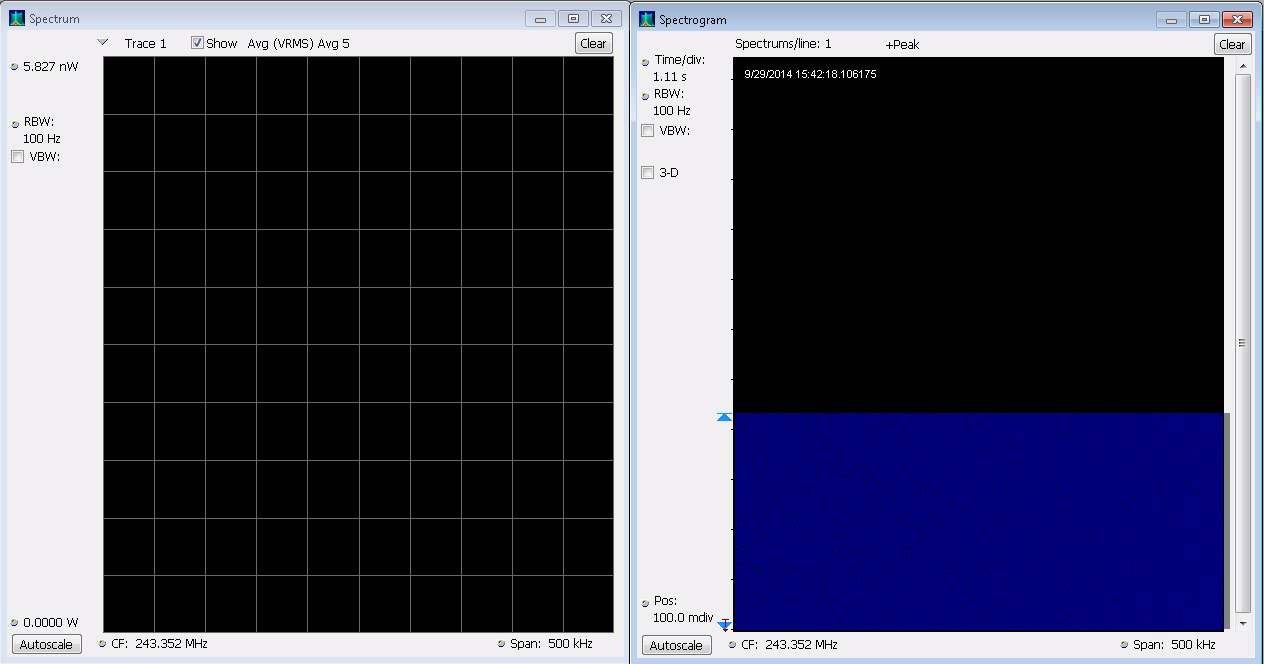 Spectrum
Trace 1 Show Avg (VRMS) Avg 5 Clear
5.827 nW
RBW:
100 Hz
VBW:
0.0000 W
Autoscale CF: 243.352 MHz Span: 500 kHz
Spectrogram
Spectrums/line: 1 +Peak Clear
Time/div:
1.11 s
9/29/2014 15:42:18.106175
RBW:
100 Hz
VBW:
3-D
Pos:
100.0 mdiv
Autoscale CF: 243.352 MHz Span: 500 kHz